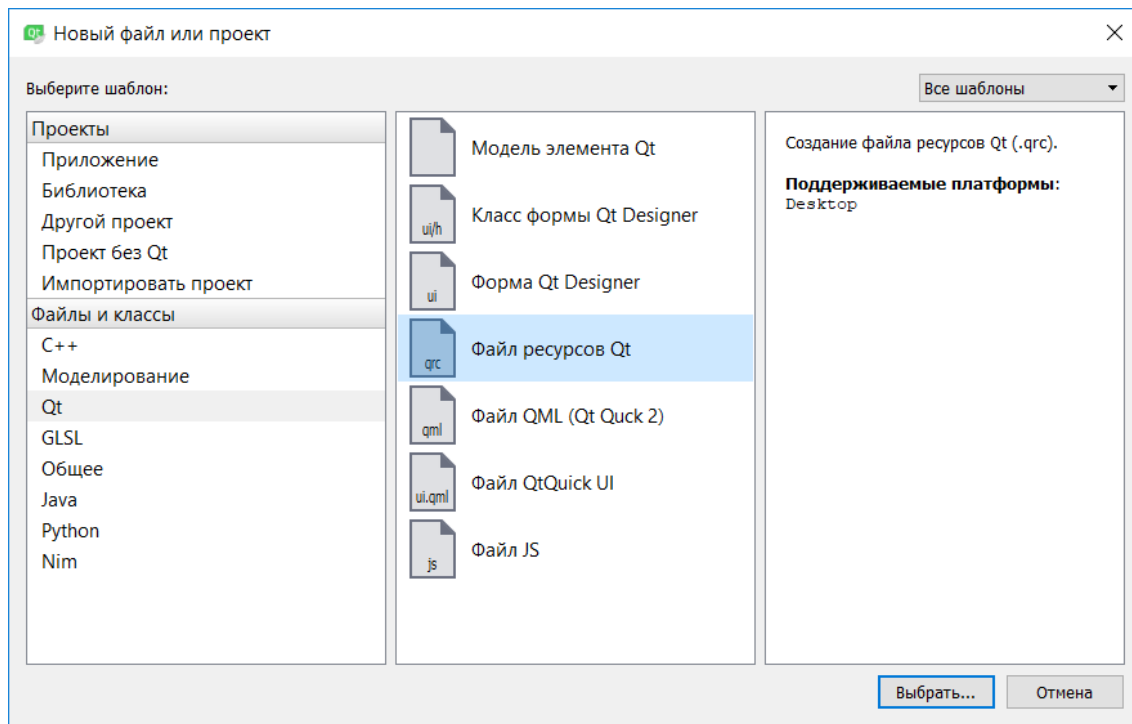 Qt
Новый файл или проект
Выберите шаблон:
Все шаблоны
Проекты
Приложение
Библиотека
Другой проект
Проект без Qt
Импортировать проект
Файлы и классы
C++
Моделирование
Qt
GLSL
Общее
Java
Python
Nim
Модель элемента Qt
ui/h
Класс формы Qt Designer
ui
Форма Qt Designer
qrc
Файл ресурсов Qt
qml
Файл QML (Qt Quck 2)
ui.qml
Файл QtQuick UI
js
Файл JS
Создание файла ресурсов Qt (.qrc).
Поддерживаемые платформы:
Desktop
Выбрать...
Отмена